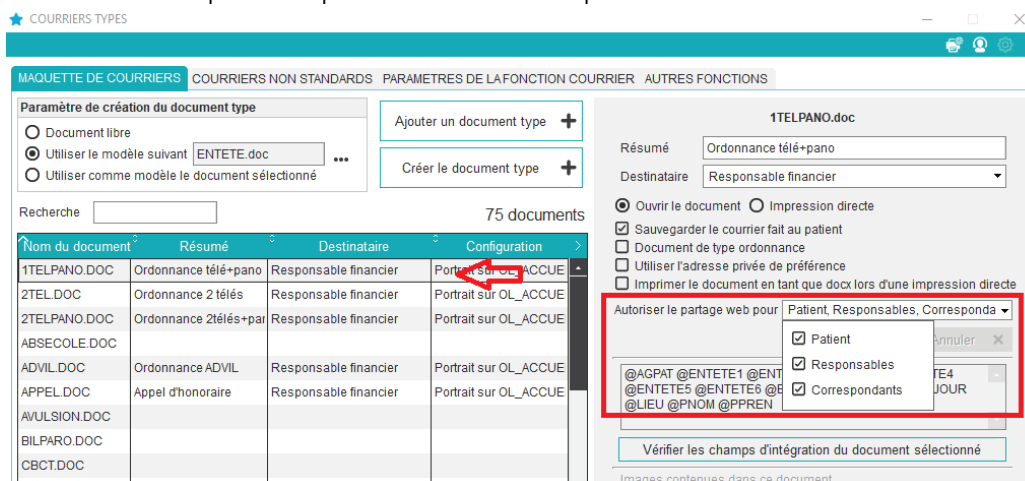 COURRIERS TYPES
MAQUETTE DE COURRIERS COURRIERS NON STANDARDS PARAMETRES DE LA FONCTION COURRIER AUTRES FONCTIONS
Paramètre de création du document type
Document libre
Utiliser le modèle suivant ENTETE.doc ...
Utiliser comme modèle le document sélectionné
Ajouter un document type +
Créer le document type +
Recherche
75 documents
Nom du document Résumé Destinataire Configuration
1TELPANO.DOC Ordonnance télé+pano Responsable financier Portrait sur OL_ACCUE
2TEL.DOC Ordonnance 2 télés Responsable financier Portrait sur OL_ACCUE
2TELPANO.DOC Ordonnance 2télés+par Responsable financier Portrait sur OL_ACCUE
ABSECOLE.DOC
ADVIL.DOC Ordonnance ADVIL Responsable financier Portrait sur OL_ACCUE
APPEL.DOC Appel d'honoraire Responsable financier Portrait sur OL_ACCUE
AVULSION.DOC
BILPARO.DOC
CBCT.DOC
1TELPANO.doc
Résumé Ordonnance télé+pano
Destinataire Responsable financier
Ouvrir le document Impression directe
Sauvegarder le courrier fait au patient
Document de type ordonnance
Utiliser l'adresse privée de préférence
Imprimer le document en tant que docx lors d'une impression directe
Autoriser le partage web pour Patient, Responsables, Corresponda
Patient
Annuler
Responsables
Correspondants
@AGPAT @ENTETE1 @ENT TE4
@ENTETE5 @ENTETE6 @E JOUR
@LIEU @PNOM @PPREN
Vérifier les champs d'intégration du document sélectionné
Images contenues dans ce document